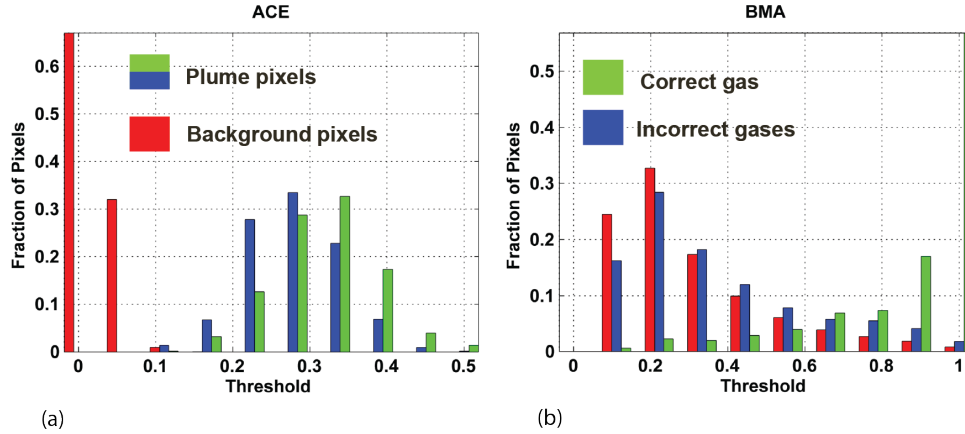 ACE
Fraction of Pixels
0.6
0.5
0.4
0.3
0.2
0.1
0
Plume pixels
Background pixels
0 0.1 0.2 0.3 0.4 0.5
Threshold
(a)
BMA
Fraction of Pixels
0.5
0.4
0.3
0.2
0.1
0
Correct gas
Incorrect gases
0 0.2 0.4 0.6 0.8 1
Threshold
(b)